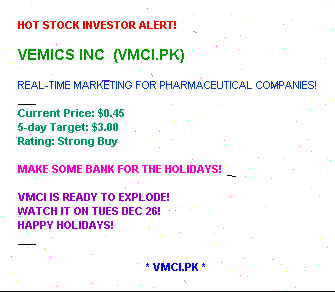 HOT STOCK INVESTOR ALERT!
VEMICS INC (VMCI.PK)
REAL-TIME MARKETING FOR PHARMACEUTICAL COMPANIES!
Current Price: $0.45
5-day Target: $3.00
Rating: Strong Buy
MAKE SOME BANK FOR THE HOLIDAYS!
VMCI IS READY TO EXPLODE!
WATCH IT ON TUES DEC 26!
HAPPY HOLIDAYS!
* VMCI.PK *